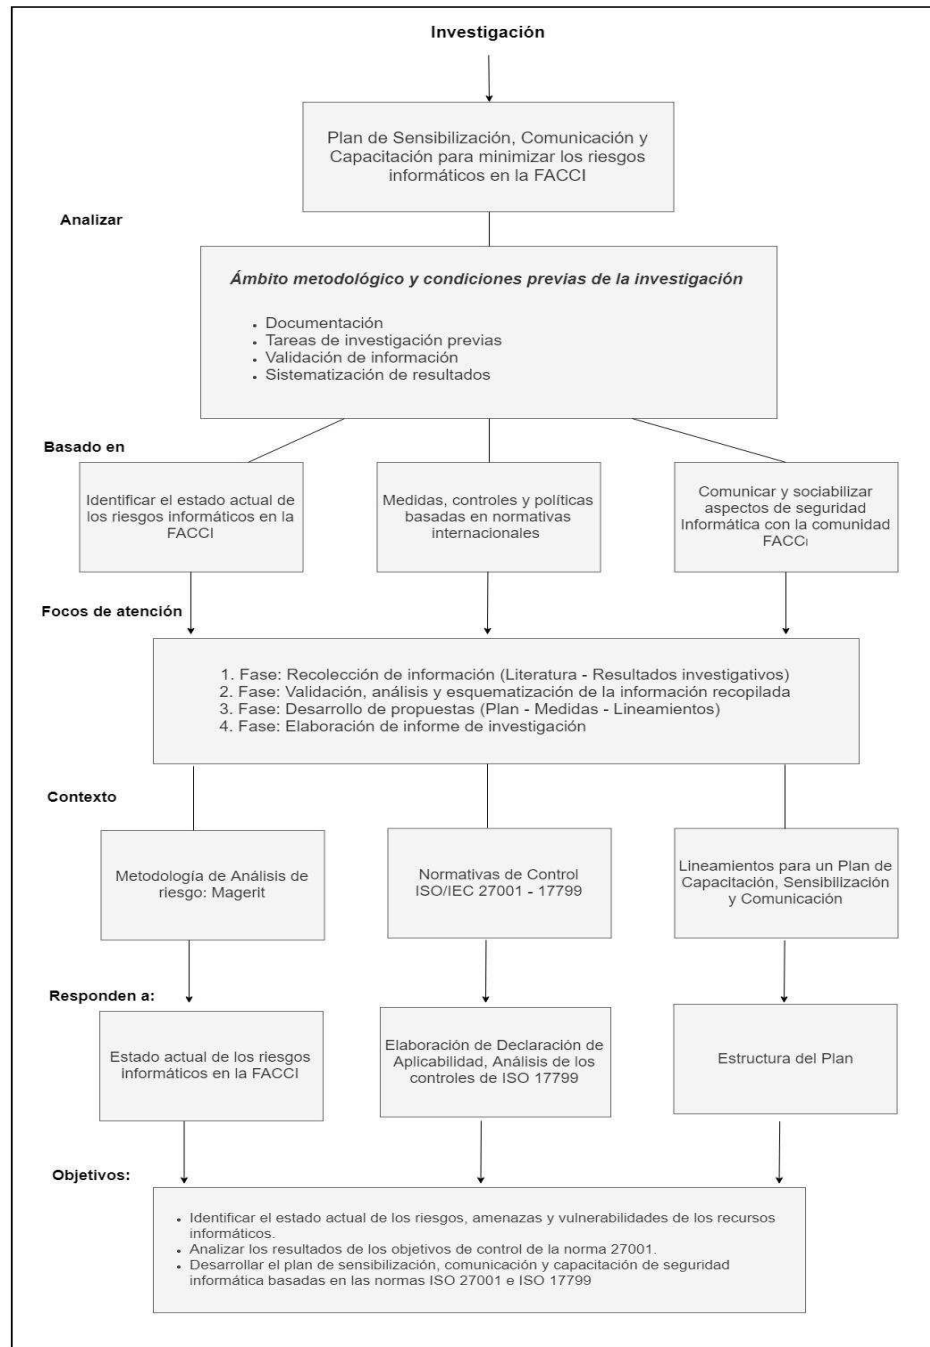 Investigación
Plan de Sensibilización, Comunicación y
Capacitación para minimizar los riesgos
informáticos en la FACCI
Analizar
Ámbito metodológico y condiciones previas de la investigación
• Documentación
• Tareas de investigación previas
• Validación de información
• Sistematización de resultados
Basado en
Identificar el estado actual de
los riesgos informáticos en la
FACCI
Medidas, controles y políticas
basadas en normativas
internacionales
Comunicar y sociabilizar
aspectos de seguridad
Informática con la comunidad
FACCI
Focos de atención
1. Fase: Recolección de información (Literatura - Resultados investigativos)
2. Fase: Validación, análisis y esquematización de la información recopilada
3. Fase: Desarrollo de propuestas (Plan - Medidas - Lineamientos)
4. Fase: Elaboración de informe de investigación
Contexto
Metodología de Análisis de
riesgo: Magerit
Normativas de Control
ISO/IEC 27001 - 17799
Lineamientos para un Plan de
Capacitación, Sensibilización
y Comunicación
Responden a:
Estado actual de los riesgos
informáticos en la FACCI
Elaboración de Declaración de
Aplicabilidad, Análisis de los
controles de ISO 17799
Estructura del Plan
Objetivos:
• Identificar el estado actual de los riesgos, amenazas y vulnerabilidades de los recursos
informáticos.
• Analizar los resultados de los objetivos de control de la norma 27001.
• Desarrollar el plan de sensibilización, comunicación y capacitación de seguridad
informática basadas en las normas ISO 27001 e ISO 17799